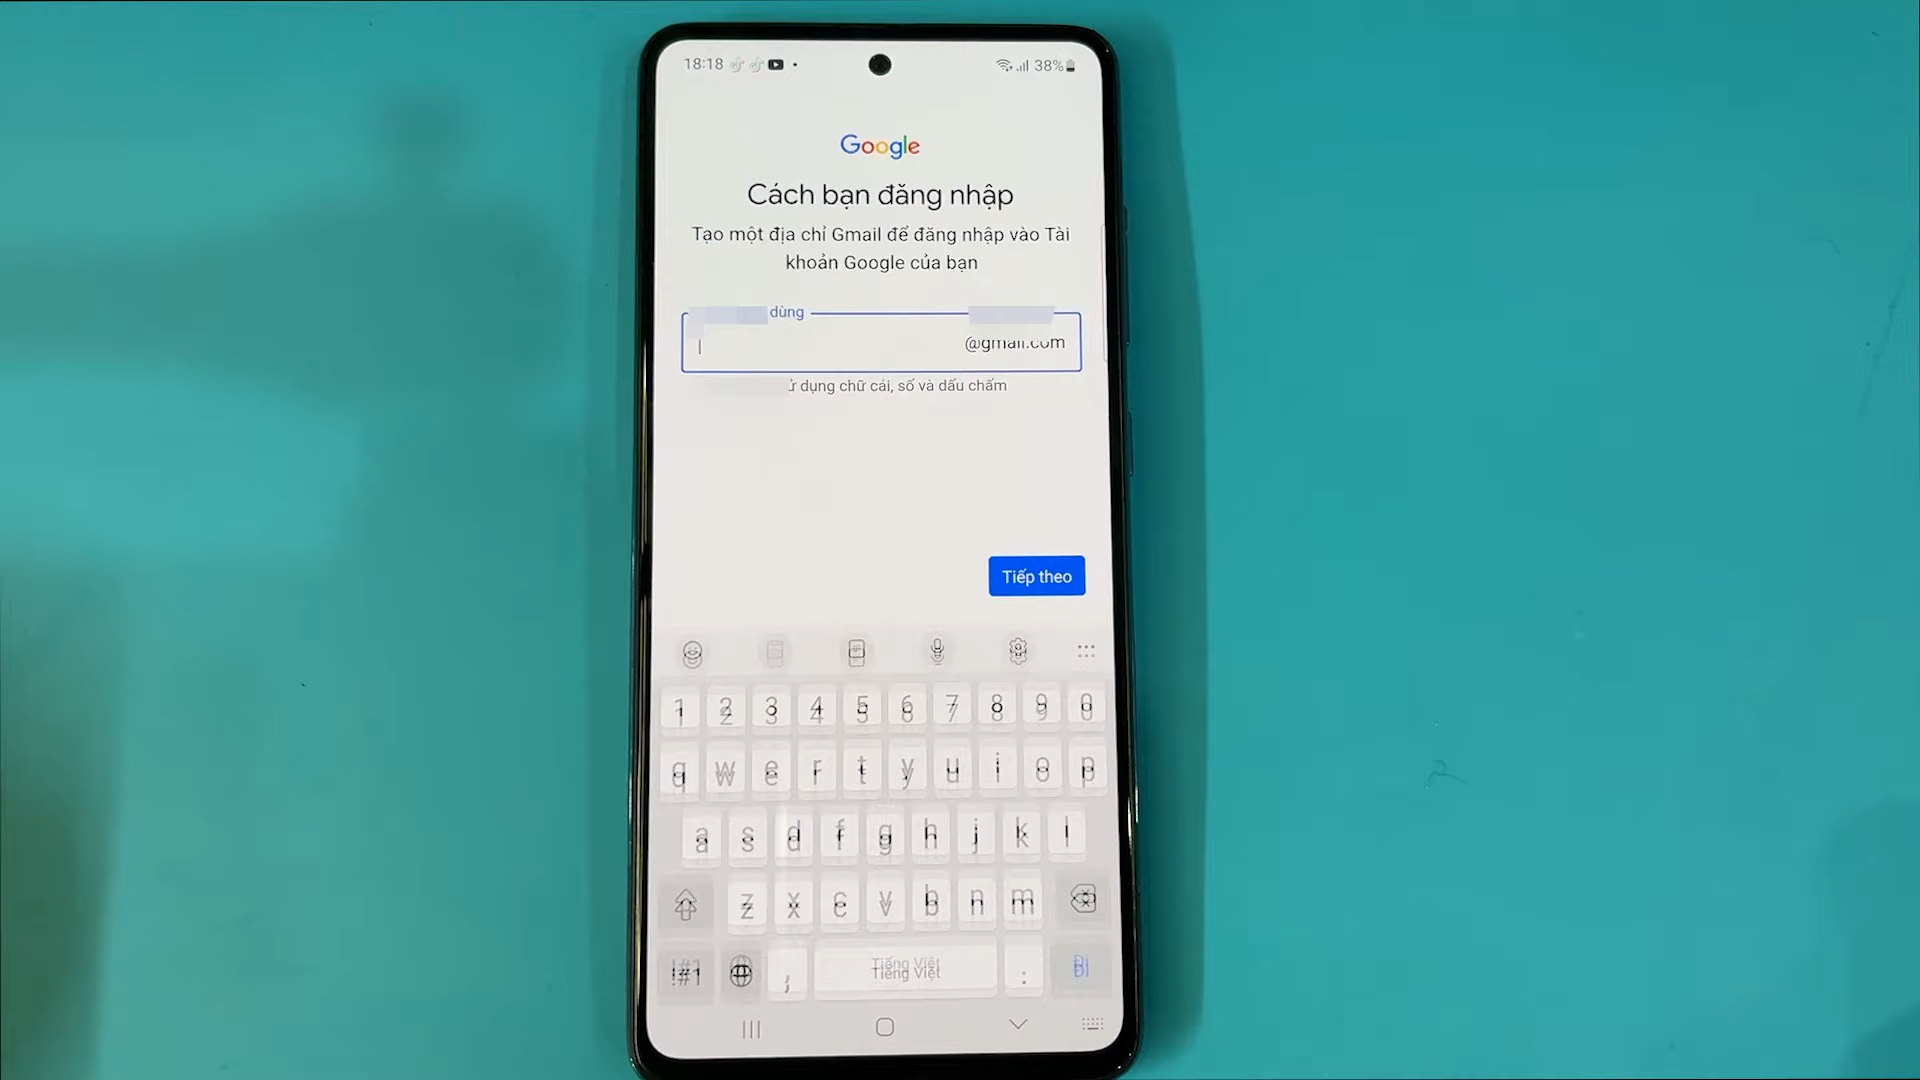 18:18
38%
Google
Cách bạn đăng nhập
Tạo một địa chỉ Gmail để đăng nhập vào Tài
khoản Google của bạn
dùng
@gmail.com
dụng chữ cái, số và dấu chấm
Tiếp theo
1 2 3 4 5 6 7 8 9 0
q w e r t y u i o p
a s d f g h j k l
z x c v b n m
!#1 , Tiếng Việt . Đi